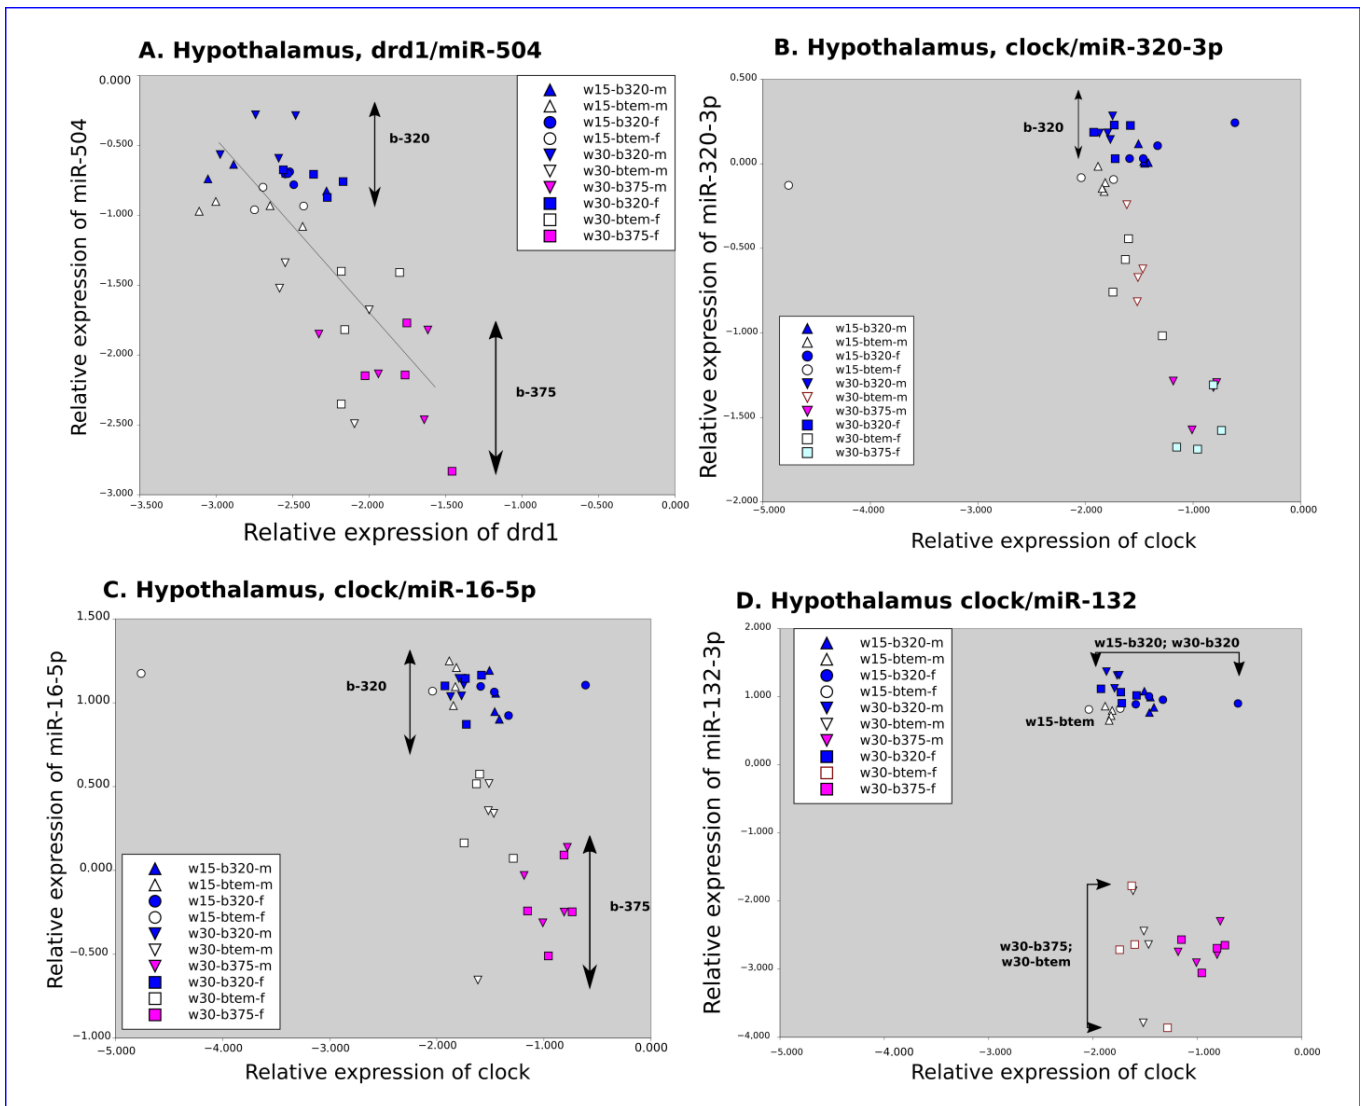 A. Hypothalamus, drd1/miR-504
0.000
−0.500
−1.000
−1.500
−2.000
−2.500
−3.000
−3.500
−3.000
−2.500
−2.000
−1.500
−1.000
−0.500
0.000
Relative expression of miR-504
Relative expression of drd1
b-320
b-375
w15-b320-m
w15-btem-m
w15-b320-f
w15-btem-f
w30-b320-m
w30-btem-m
w30-b375-m
w30-b320-f
w30-btem-f
w30-b375-f
B. Hypothalamus, clock/miR-320-3p
0.500
0.000
−0.500
−1.000
−1.500
−2.000
−5.000
−4.000
−3.000
−2.000
−1.000
0.000
Relative expression of miR-320-3p
Relative expression of clock
b-320
w15-b320-m
w15-btem-m
w15-b320-f
w15-btem-f
w30-b320-m
w30-btem-m
w30-b375-m
w30-b320-f
w30-btem-f
w30-b375-f
C. Hypothalamus, clock/miR-16-5p
1.500
1.000
0.500
0.000
−0.500
−1.000
−5.000
−4.000
−3.000
−2.000
−1.000
0.000
Relative expression of miR-16-5p
Relative expression of clock
b-320
b-375
w15-b320-m
w15-btem-m
w15-b320-f
w15-btem-f
w30-b320-m
w30-btem-m
w30-b375-m
w30-b320-f
w30-btem-f
w30-b375-f
D. Hypothalamus clock/miR-132
2.000
1.000
0.000
−1.000
−2.000
−3.000
−4.000
−5.000
−4.000
−3.000
−2.000
−1.000
0.000
Relative expression of miR-132-3p
Relative expression of clock
w15-b320; w30-b320
w15-btem
w30-b375;
w30-btem
w15-b320-m
w15-btem-m
w15-b320-f
w15-btem-f
w30-b320-m
w30-btem-m
w30-b375-m
w30-b320-f
w30-btem-f
w30-b375-f